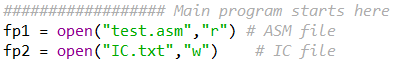 ################## Main program starts here
fp1 = open("test.asm","r") # ASM file
fp2 = open("IC.txt","w")    # IC file